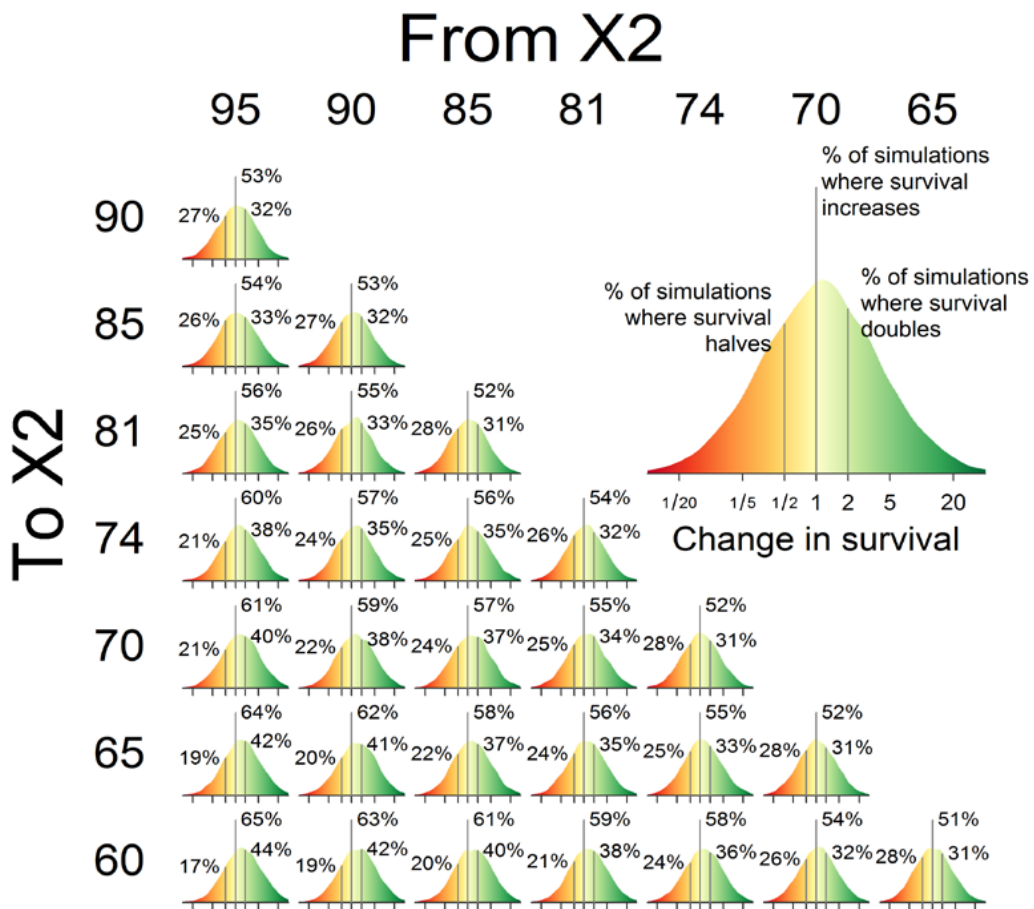 From X2
95 90 85 81 74 70 65
% of simulations
where survival
increases
% of simulations
where survival
halves
% of simulations
where survival
doubles
1/20 1/5 1/2 1 2 5 20
Change in survival
To X2
90
53%
27% 32%
85
54% 53%
26% 33% 27% 32%
81
56% 55% 52%
25% 35% 26% 33% 28% 31%
74
60% 57% 56% 54%
21% 38% 24% 35% 25% 35% 26% 32%
70
61% 59% 57% 55% 52%
21% 40% 22% 38% 24% 37% 25% 34% 28% 31%
65
64% 62% 58% 56% 55% 52%
19% 42% 20% 41% 22% 37% 24% 35% 25% 33% 28% 31%
60
65% 63% 61% 59% 58% 54% 51%
17% 44% 19% 42% 20% 40% 21% 38% 24% 36% 26% 32% 28% 31%